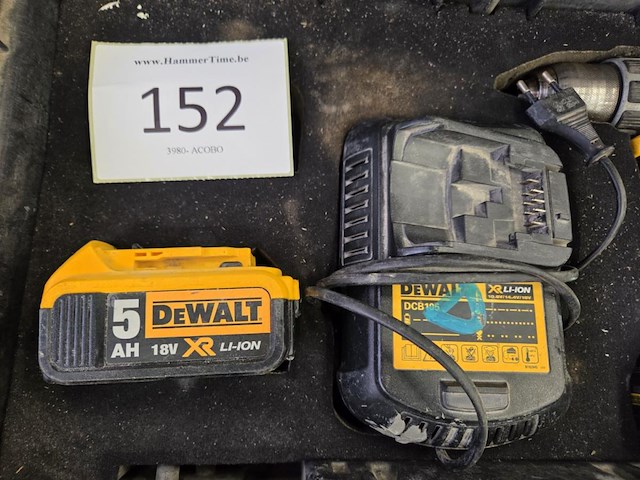 www.HammerTime.be
152
3980- ACOBO
5
AH
DEWALT
18V XR LI-ION
DEWALT
XR LI-ION